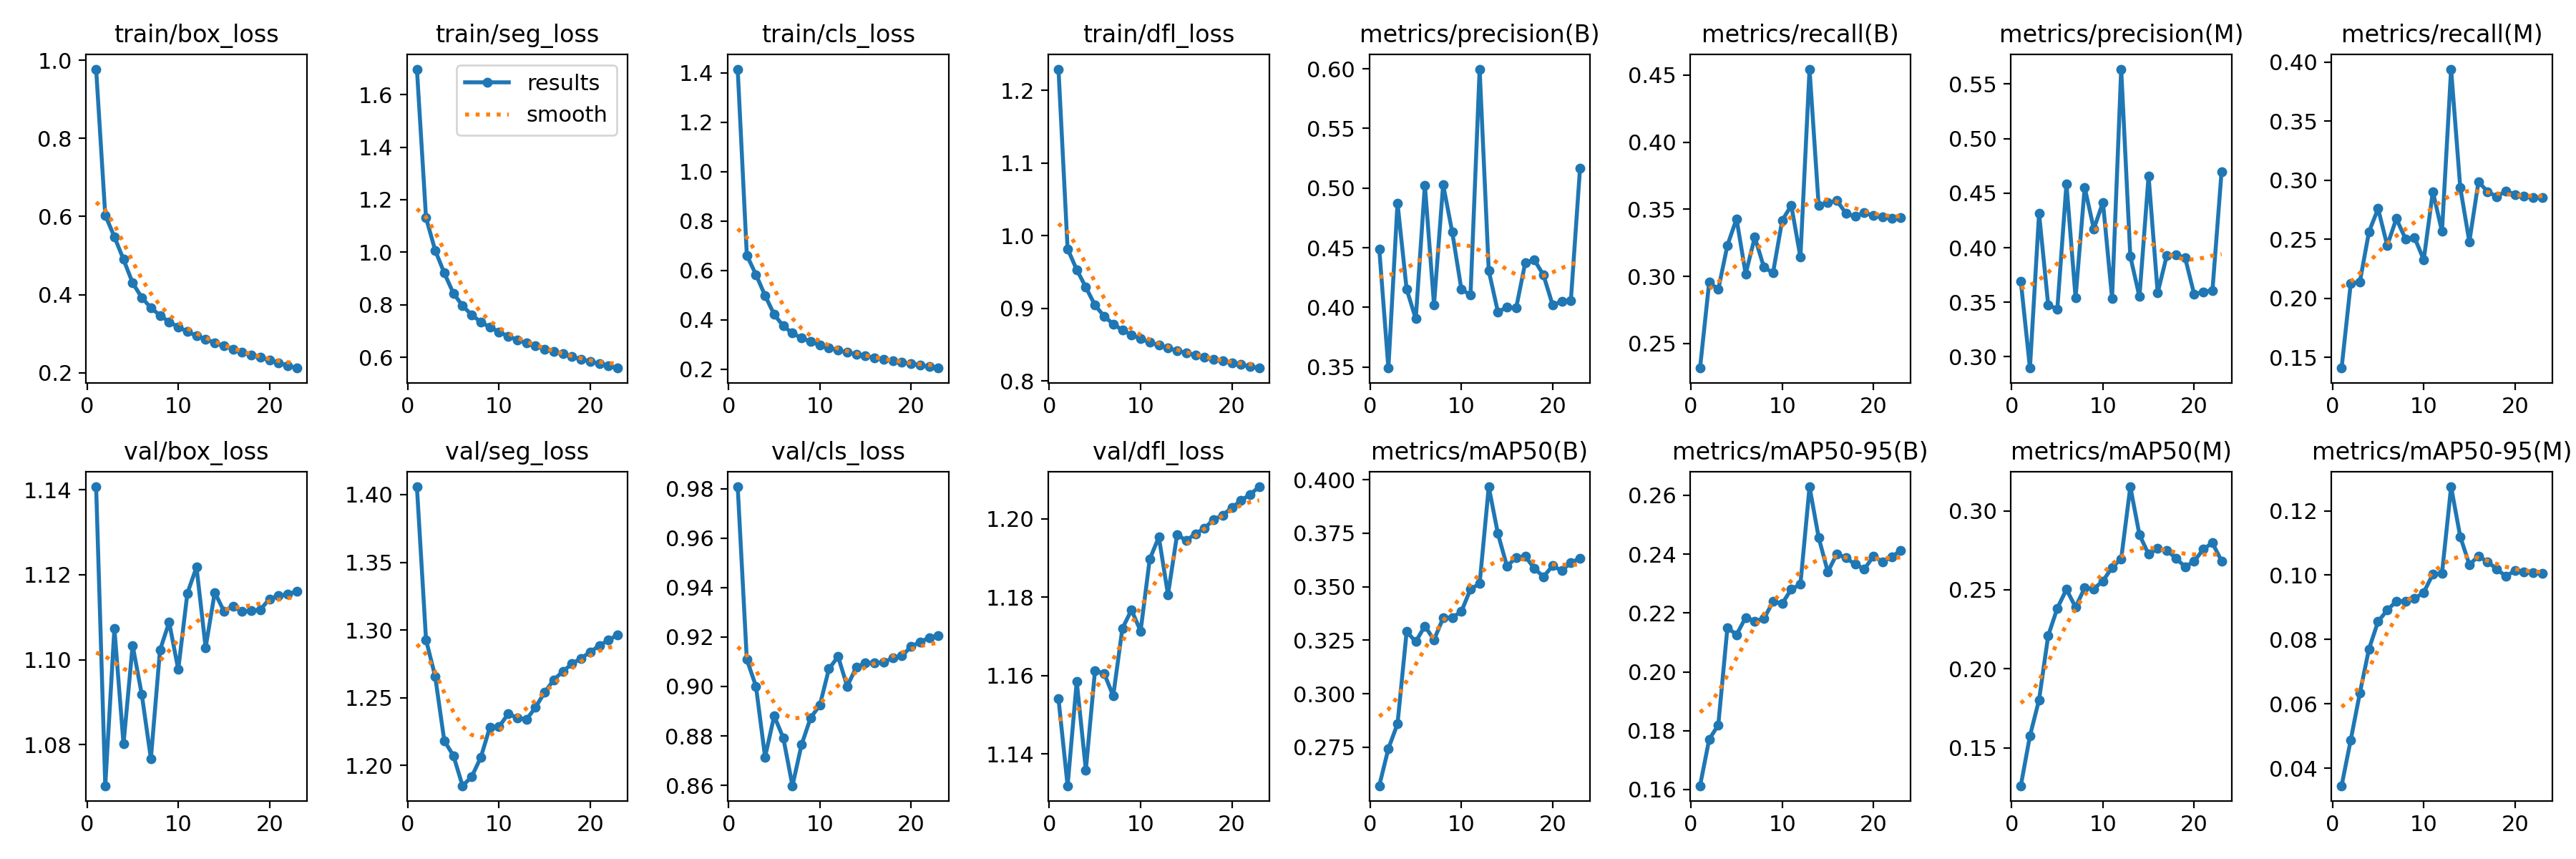 train/box_loss
train/seg_loss
train/cls_loss
train/dfl_loss
metrics/precision(B)
metrics/recall(B)
metrics/precision(M)
metrics/recall(M)
1.0
0.8
0.6
0.4
0.2
0 10 20
1.6
1.4
1.2
1.0
0.8
0.6
results
smooth
0 10 20
1.4
1.2
1.0
0.8
0.6
0.4
0.2
0 10 20
1.2
1.1
1.0
0.9
0.8
0 10 20
0.60
0.55
0.50
0.45
0.40
0.35
0 10 20
0.45
0.40
0.35
0.30
0.25
0 10 20
0.55
0.50
0.45
0.40
0.35
0.30
0 10 20
0.40
0.35
0.30
0.25
0.20
0.15
0 10 20
val/box_loss
val/seg_loss
val/cls_loss
val/dfl_loss
metrics/mAP50(B)
metrics/mAP50-95(B)
metrics/mAP50(M)
metrics/mAP50-95(M)
1.14
1.12
1.10
1.08
0 10 20
1.40
1.35
1.30
1.25
1.20
0 10 20
0.98
0.96
0.94
0.92
0.90
0.88
0.86
0 10 20
1.20
1.18
1.16
1.14
0 10 20
0.400
0.375
0.350
0.325
0.300
0.275
0 10 20
0.26
0.24
0.22
0.20
0.18
0.16
0 10 20
0.30
0.25
0.20
0.15
0 10 20
0.12
0.10
0.08
0.06
0.04
0 10 20